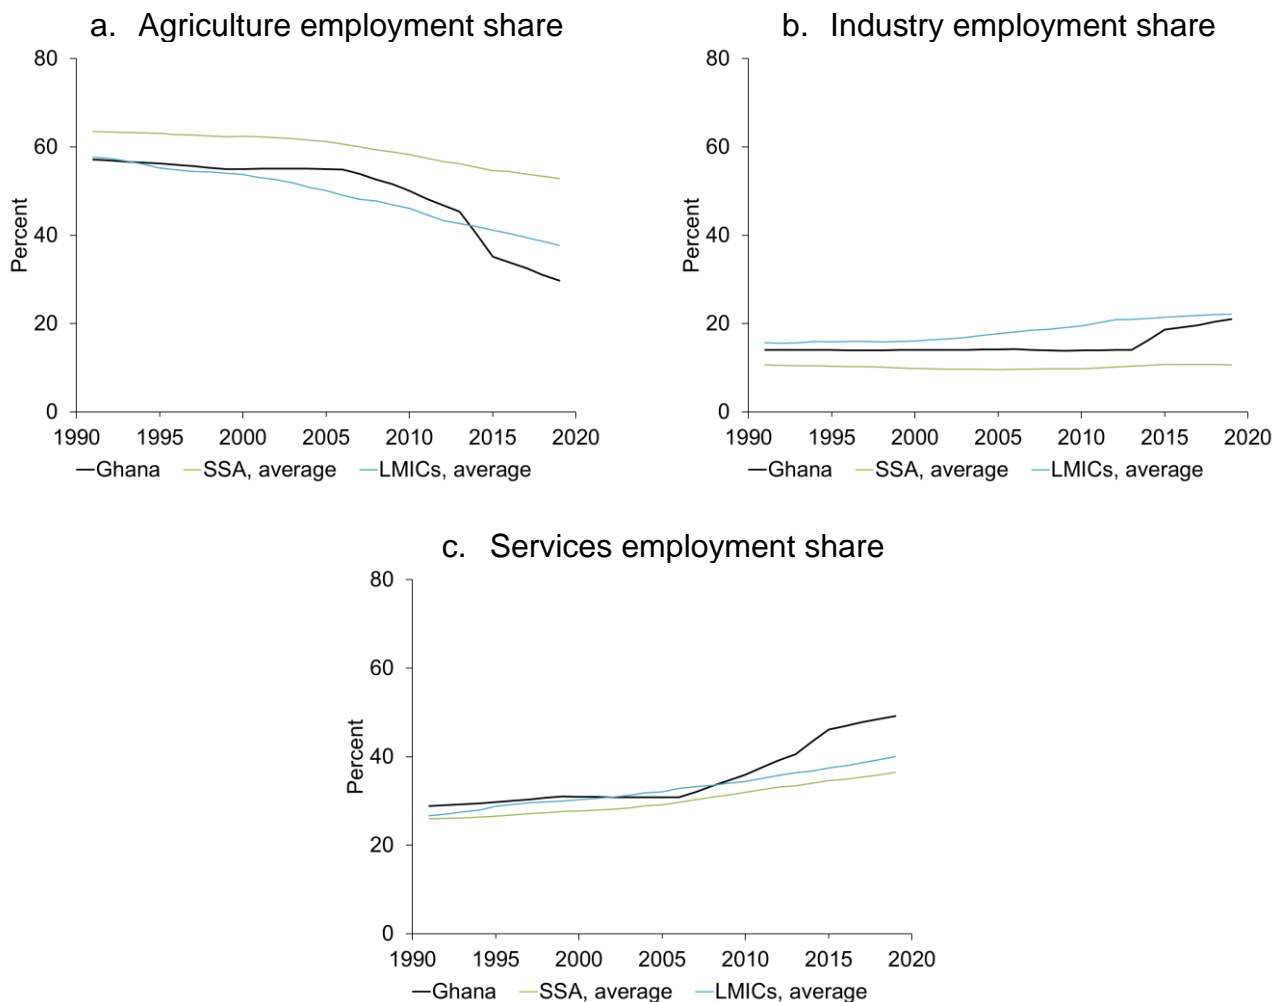 a. Agriculture employment share
80
60
40
20
0
Percent
1990 1995 2000 2005 2010 2015 2020
Ghana SSA, average LMICs, average
b. Industry employment share
80
60
40
20
0
Percent
1990 1995 2000 2005 2010 2015 2020
Ghana SSA, average LMICs, average
c. Services employment share
80
60
40
20
0
Percent
1990 1995 2000 2005 2010 2015 2020
Ghana SSA, average LMICs, average